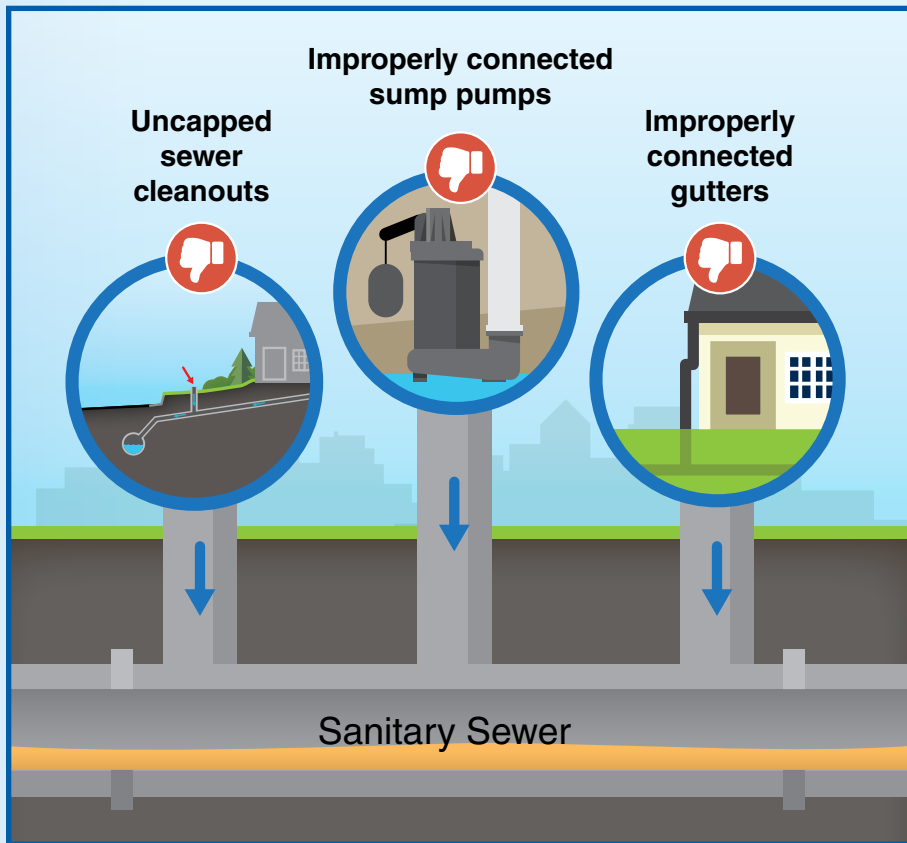 Uncapped
sewer
cleanouts
Improperly connected
sump pumps
Improperly
connected
gutters
Sanitary Sewer